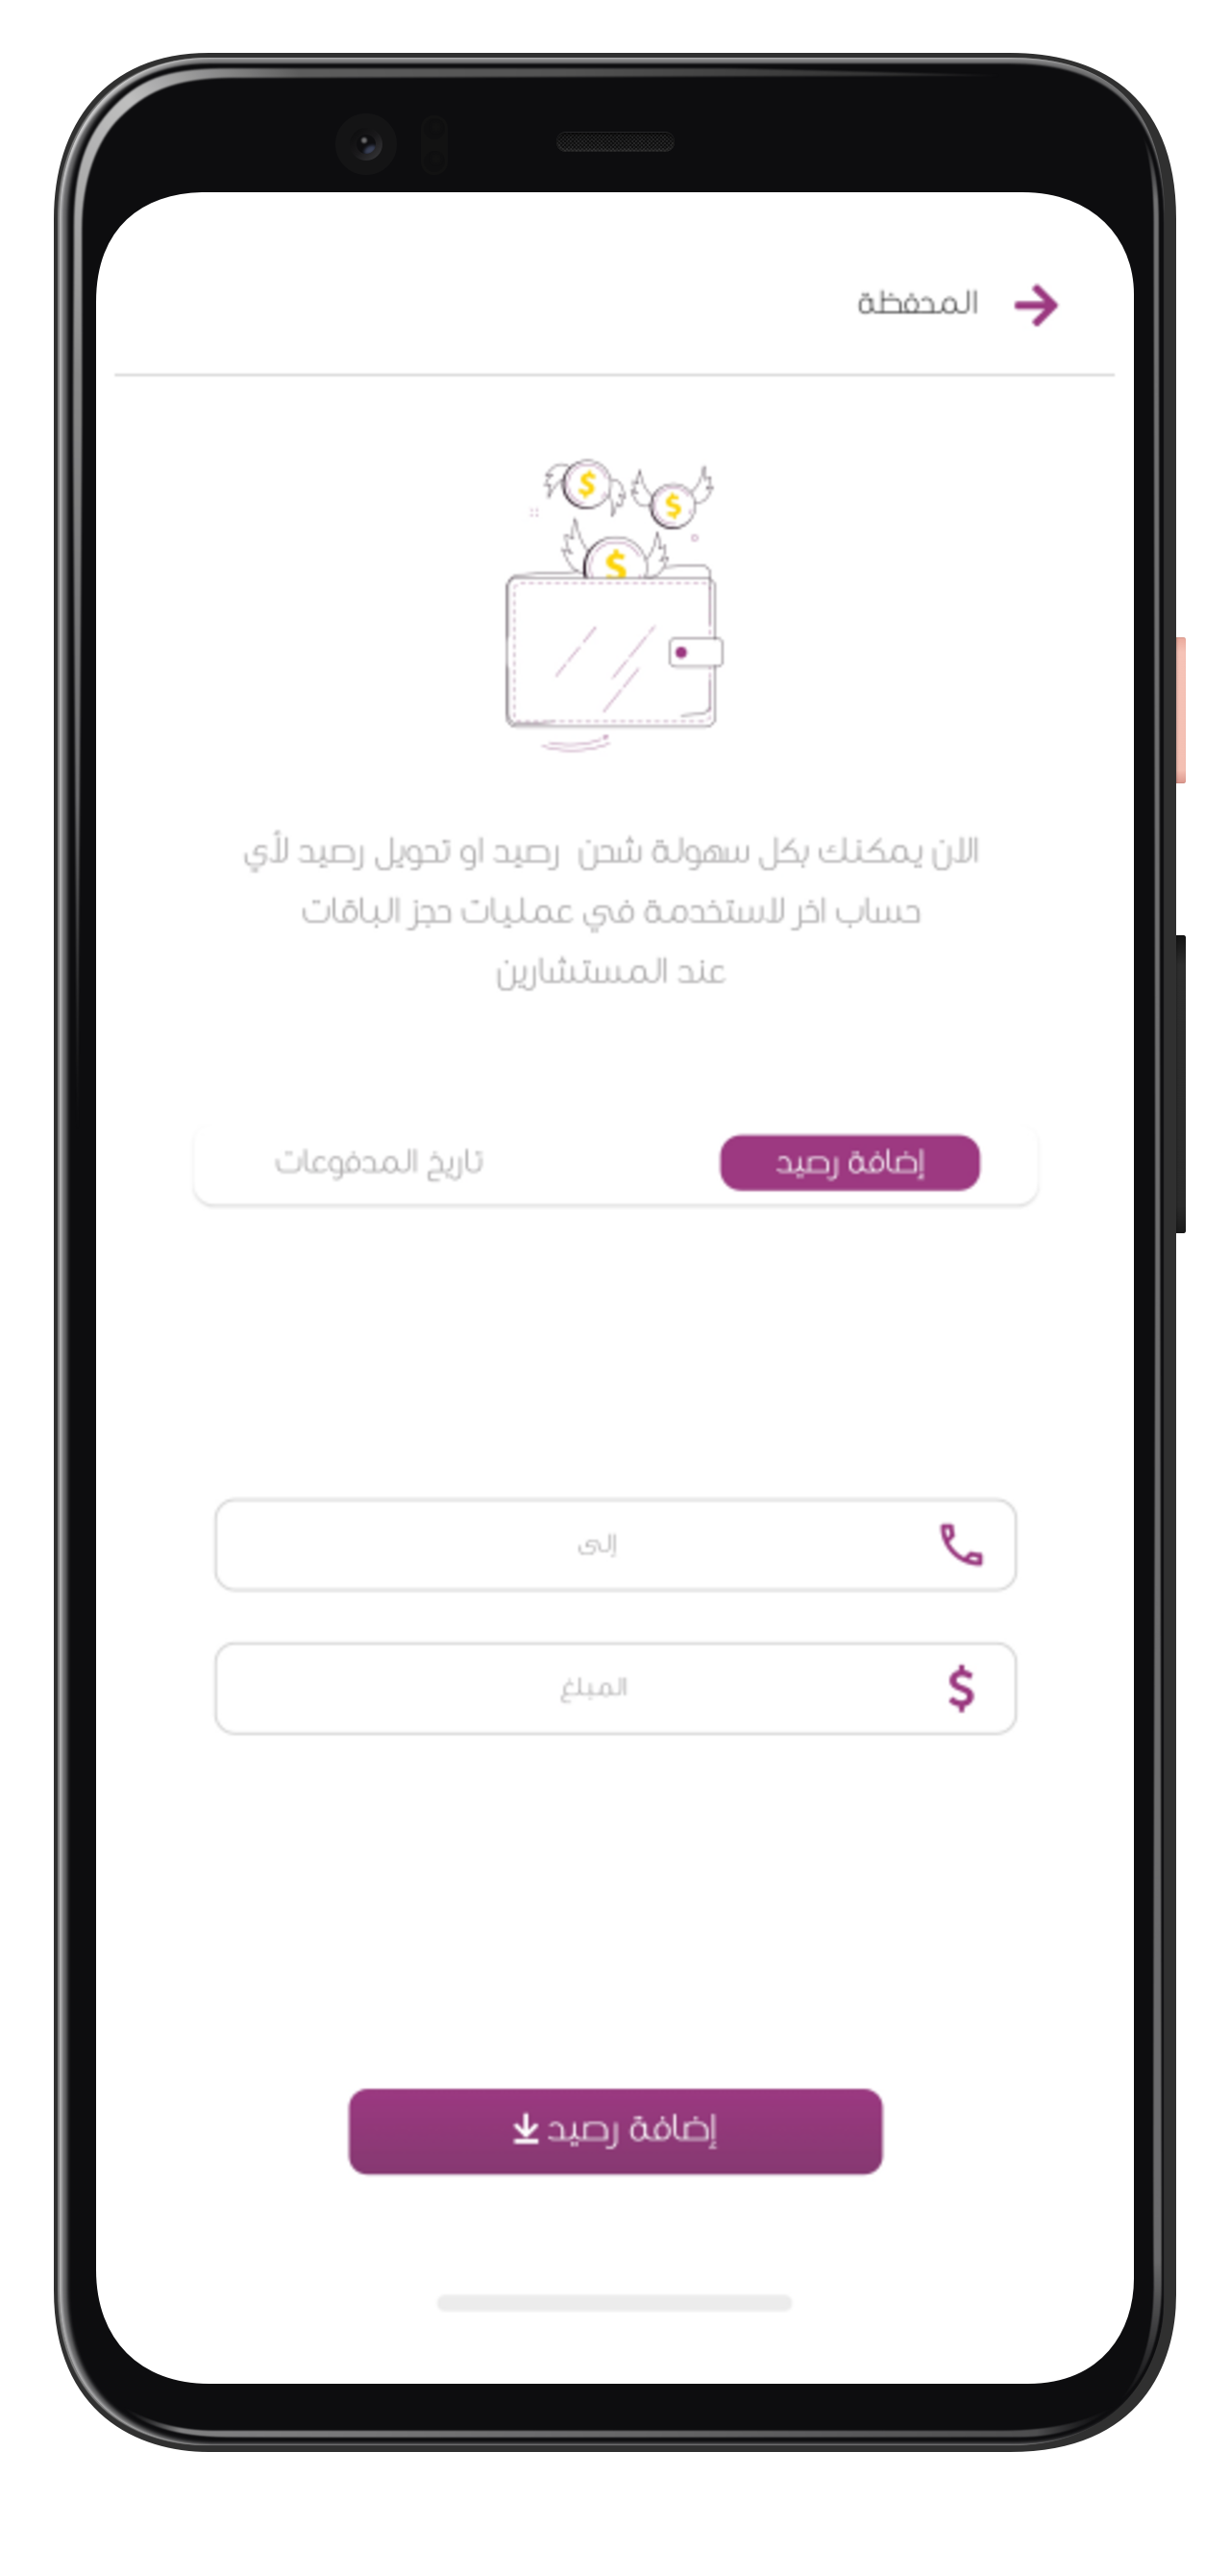 المحفظة
الان يمكنك بكل سهولة شحن رصيد او تحويل رصيد لأي
حساب اخر لاستخدمة في عمليات حجز الباقات
عند المستشارين
إضافة رصيد تاريخ المدفوعات
إلى
المبلغ
$
إضافة رصيد